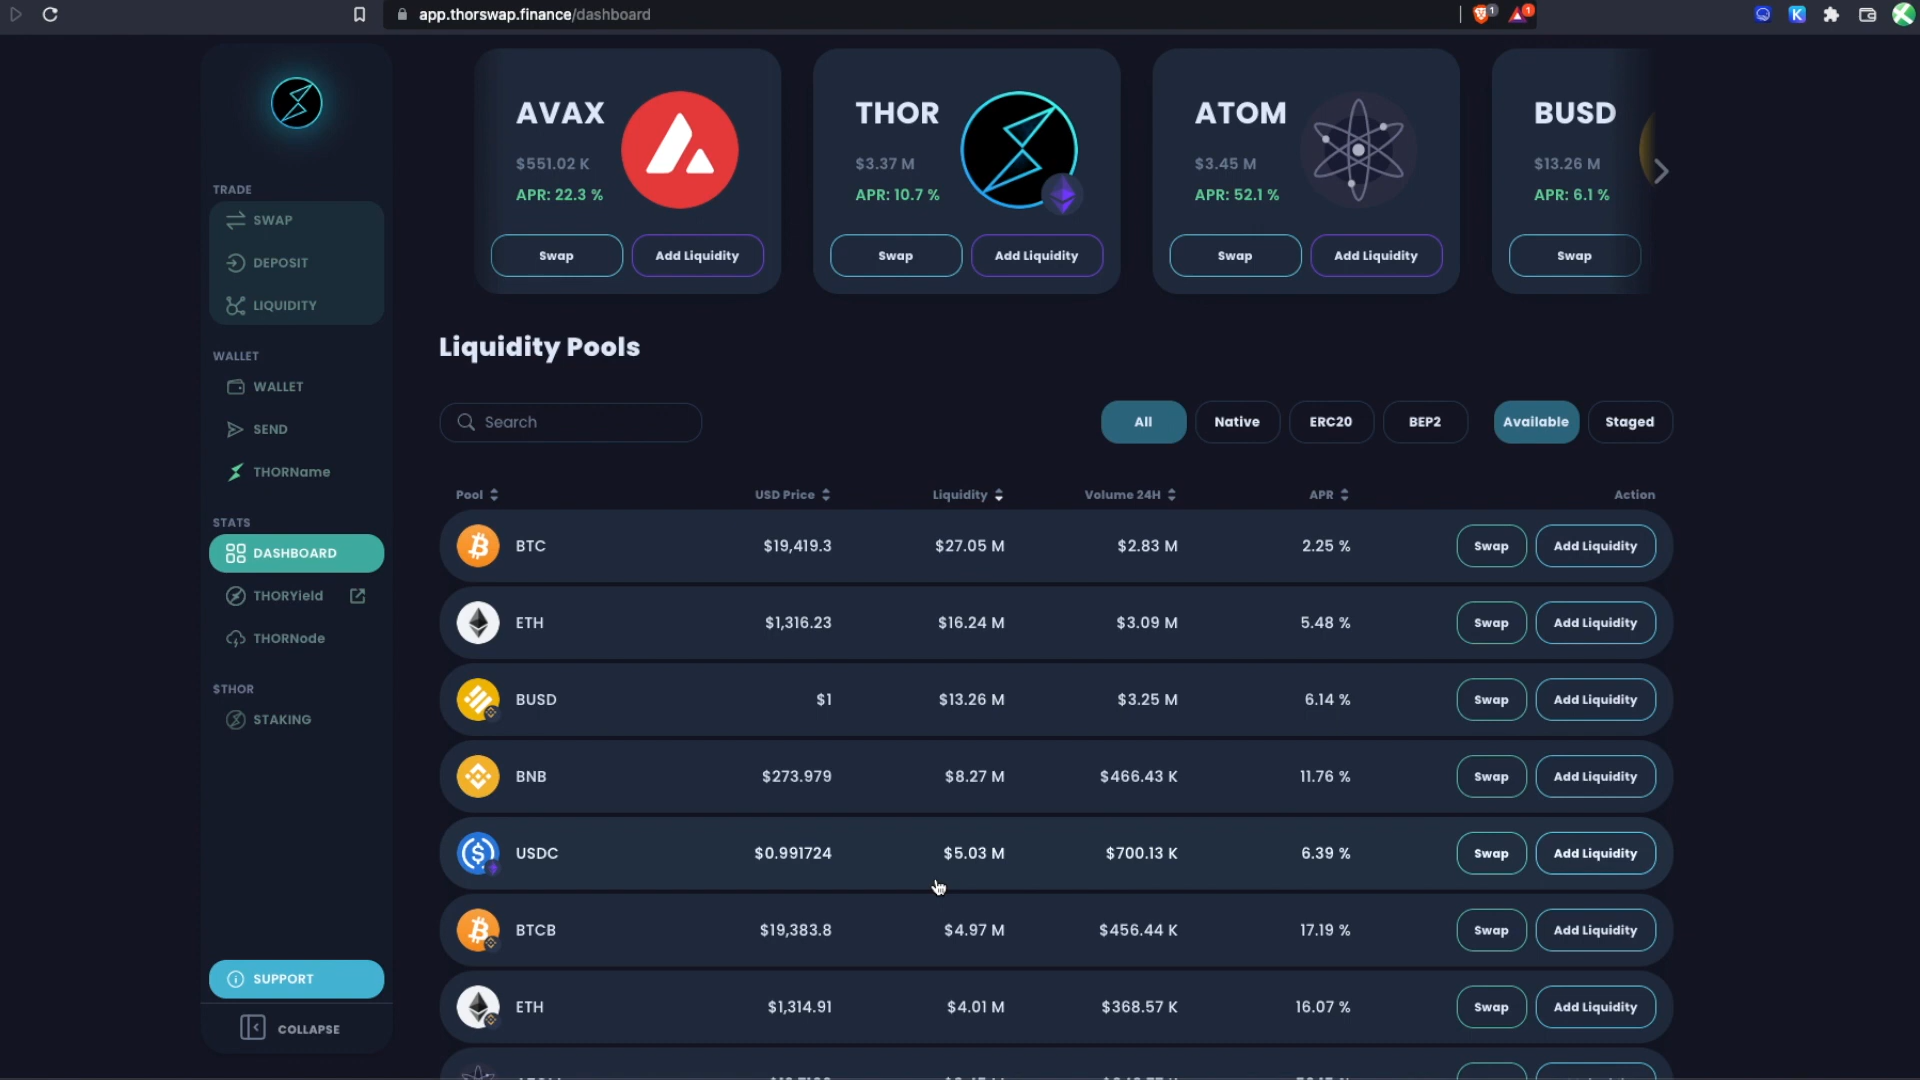 app.thorswap.finance/dashboard
1
1
K
TRADE
SWAP
DEPOSIT
LIQUIDITY
WALLET
WALLET
SEND
THORName
STATS
DASHBOARD
THORYield
THORNode
$THOR
STAKING
SUPPORT
COLLAPSE
AVAX
$551.02 K
APR: 22.3 %
Swap Add Liquidity
THOR
$3.37 M
APR: 10.7 %
Swap Add Liquidity
ATOM
$3.45 M
APR: 52.1 %
Swap Add Liquidity
BUSD
$13.26 M
APR: 6.1 %
Swap
Liquidity Pools
Search
All Native ERC20 BEP2 Available Staged
Pool USD Price Liquidity Volume 24H APR Action
BTC $19,419.3 $27.05 M $2.83 M 2.25 % Swap Add Liquidity
ETH $1,316.23 $16.24 M $3.09 M 5.48 % Swap Add Liquidity
BUSD $1 $13.26 M $3.25 M 6.14 % Swap Add Liquidity
BNB $273.979 $8.27 M $466.43 K 11.76 % Swap Add Liquidity
USDC $0.991724 $5.03 M $700.13 K 6.39 % Swap Add Liquidity
BTCB $19,383.8 $4.97 M $456.44 K 17.19 % Swap Add Liquidity
ETH $1,314.91 $4.01 M $368.57 K 16.07 % Swap Add Liquidity